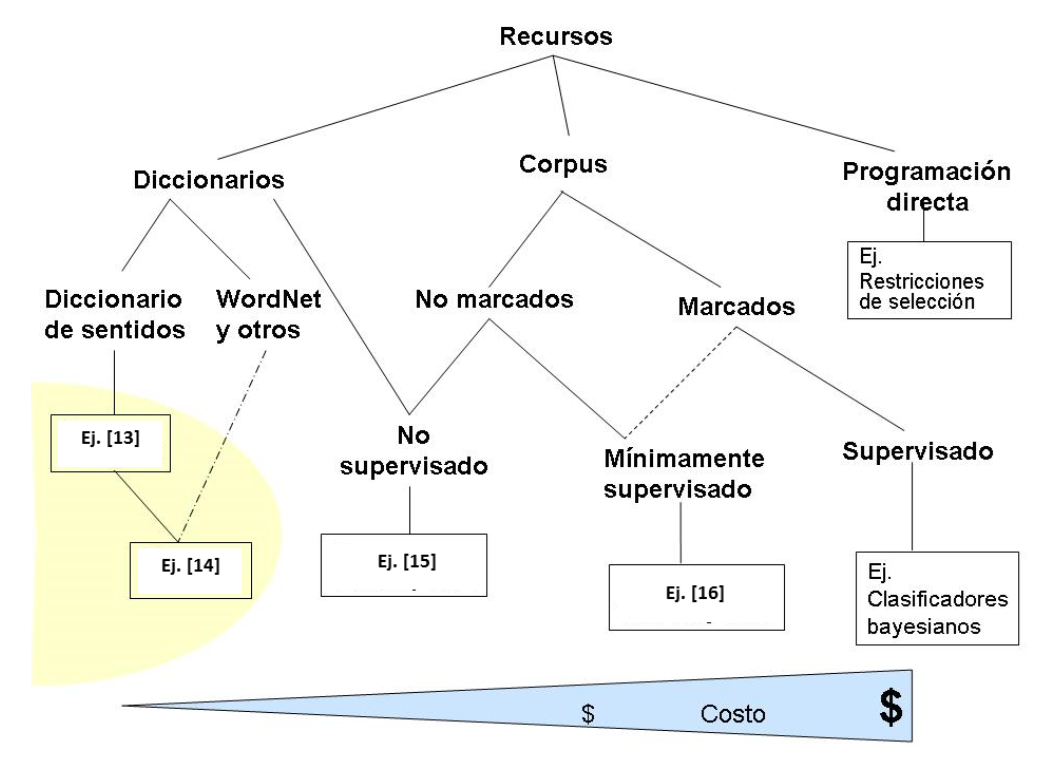 Recursos
Diccionarios
Corpus
Programación
directa
Ej.
Restricciones
de selección
Diccionario
de sentidos
WordNet
y otros
No marcados
Marcados
Ej. [13]
No
supervisado
Mínimamente
supervisado
Supervisado
Ej. [14]
Ej. [15]
Ej. [16]
Ej.
Clasificadores
bayesianos
$ Costo $